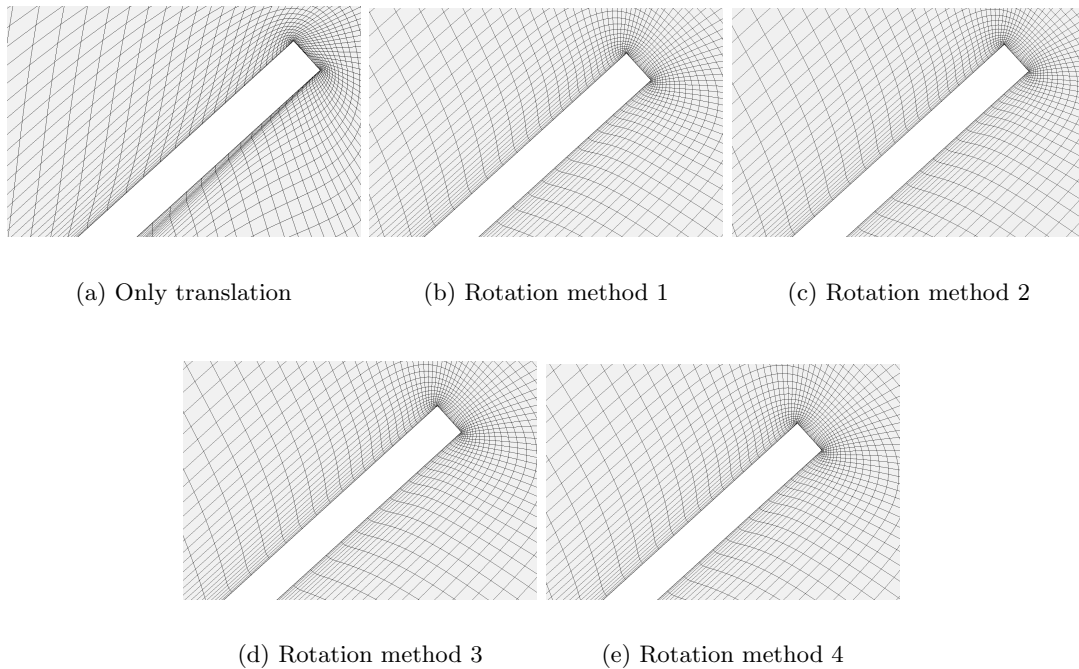 (a) Only translation
(b) Rotation method 1
(c) Rotation method 2
(d) Rotation method 3
(e) Rotation method 4